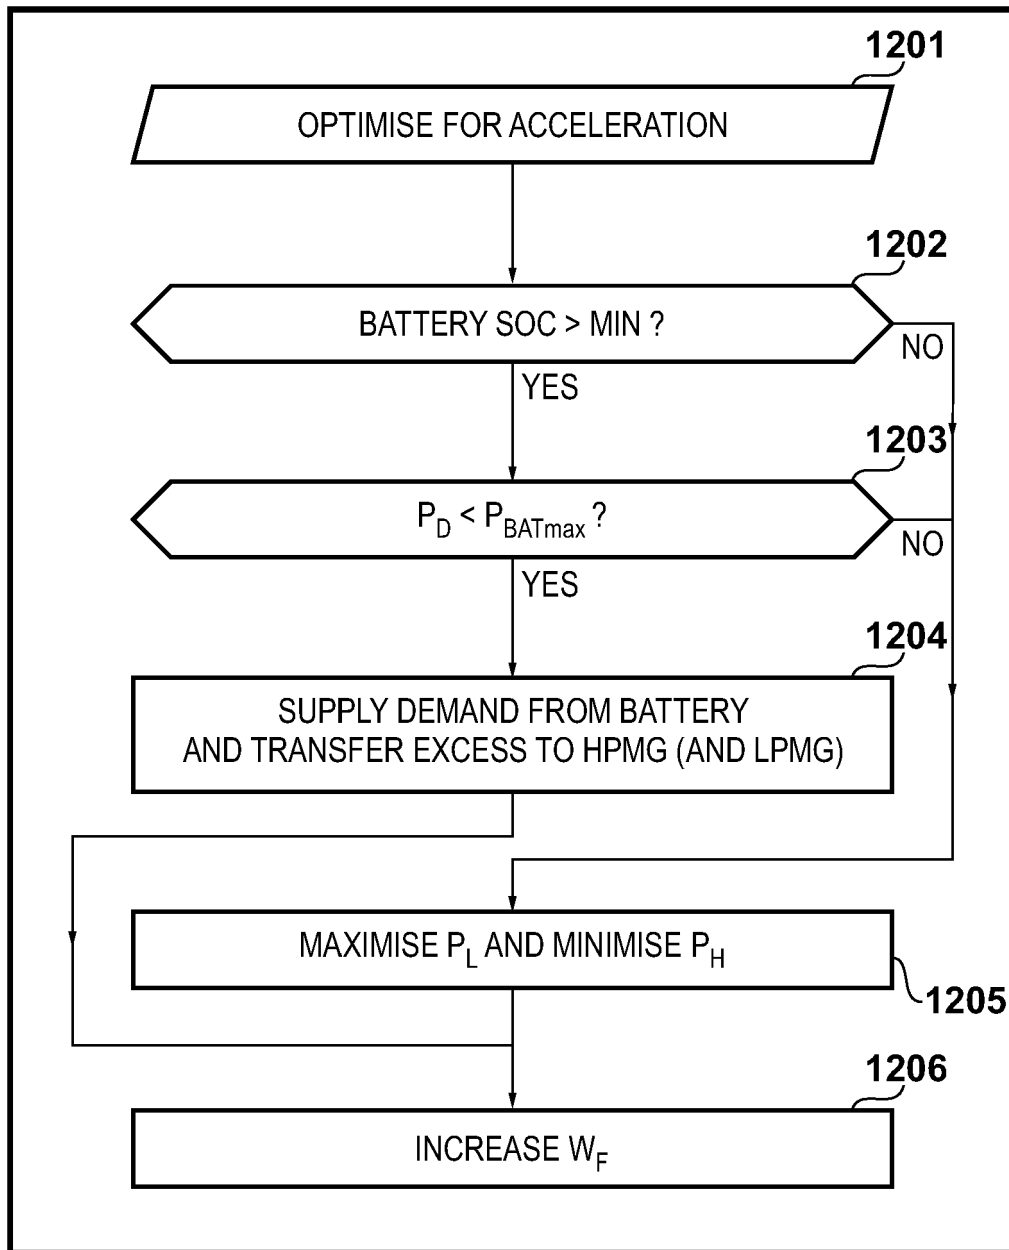 1201
OPTIMISE FOR ACCELERATION
1202
BATTERY SOC > MIN ?
NO
YES
1203
P_D < P_BATmax ?
NO
YES
1204
SUPPLY DEMAND FROM BATTERY
AND TRANSFER EXCESS TO HPMG (AND LPMG)
MAXIMISE P_L AND MINIMISE P_H
1205
1206
INCREASE W_F